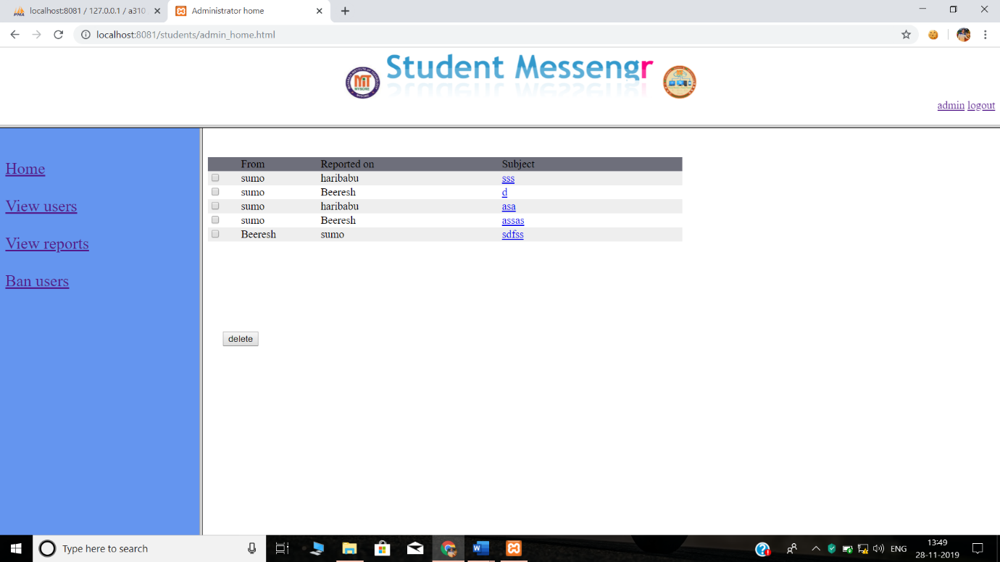 localhost:8081 / 127.0.0.1 / a310
Administrator home
localhost:8081/students/admin_home.html
Student Messengr
MIT
MYSORE
admin logout
Home
View users
View reports
Ban users
From Reported on Subject
sumo haribabu sss
sumo Beeresh d
sumo haribabu asa
sumo Beeresh assas
Beeresh sumo sdfss
delete
Type here to search
ENG
13:49
28-11-2019